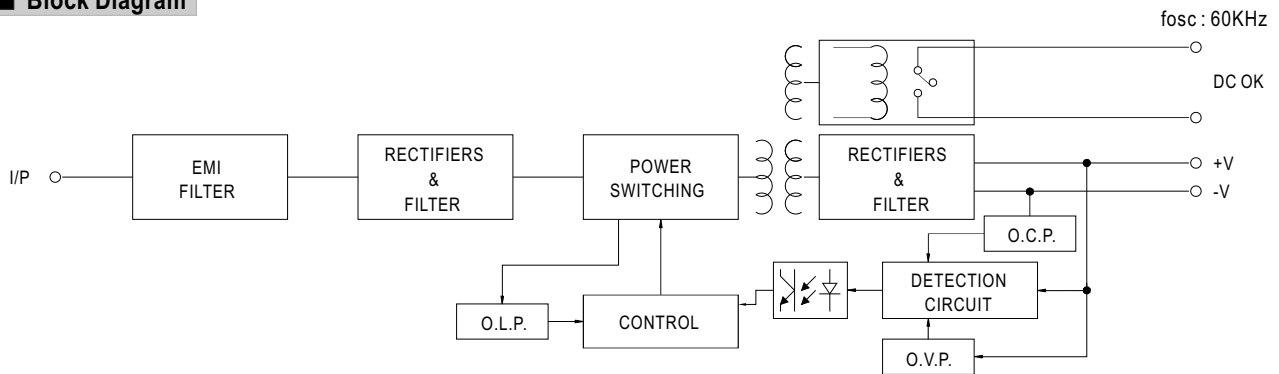 ■ Block Diagram
fosc : 60KHz
DC OK
I/P
EMI
FILTER
RECTIFIERS
&
FILTER
POWER
SWITCHING
RECTIFIERS
&
FILTER
+V
-V
O.C.P.
DETECTION
CIRCUIT
O.L.P.
CONTROL
O.V.P.